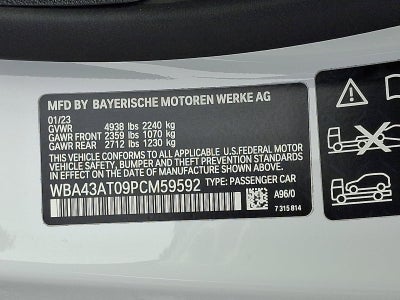 MFD BY BAYERISCHE MOTOREN WERKE AG
01/23
GVWR 4938 lbs 2240 kg
GAWR FRONT 2359 lbs 1070 kg
GAWR REAR 2712 lbs 1230 kg
THIS VEHICLE CONFORMS TO ALL APPLICABLE U.S. FEDERAL MOTOR
VEHICLE SAFETY, BUMPER, AND THEFT PREVENTION STANDARDS
IN EFFECT ON THE DATE OF MANUFACTURE SHOWN ABOVE.
WBA43AT09PCM59592 TYPE: PASSENGER CAR
A96/0
7 315 814